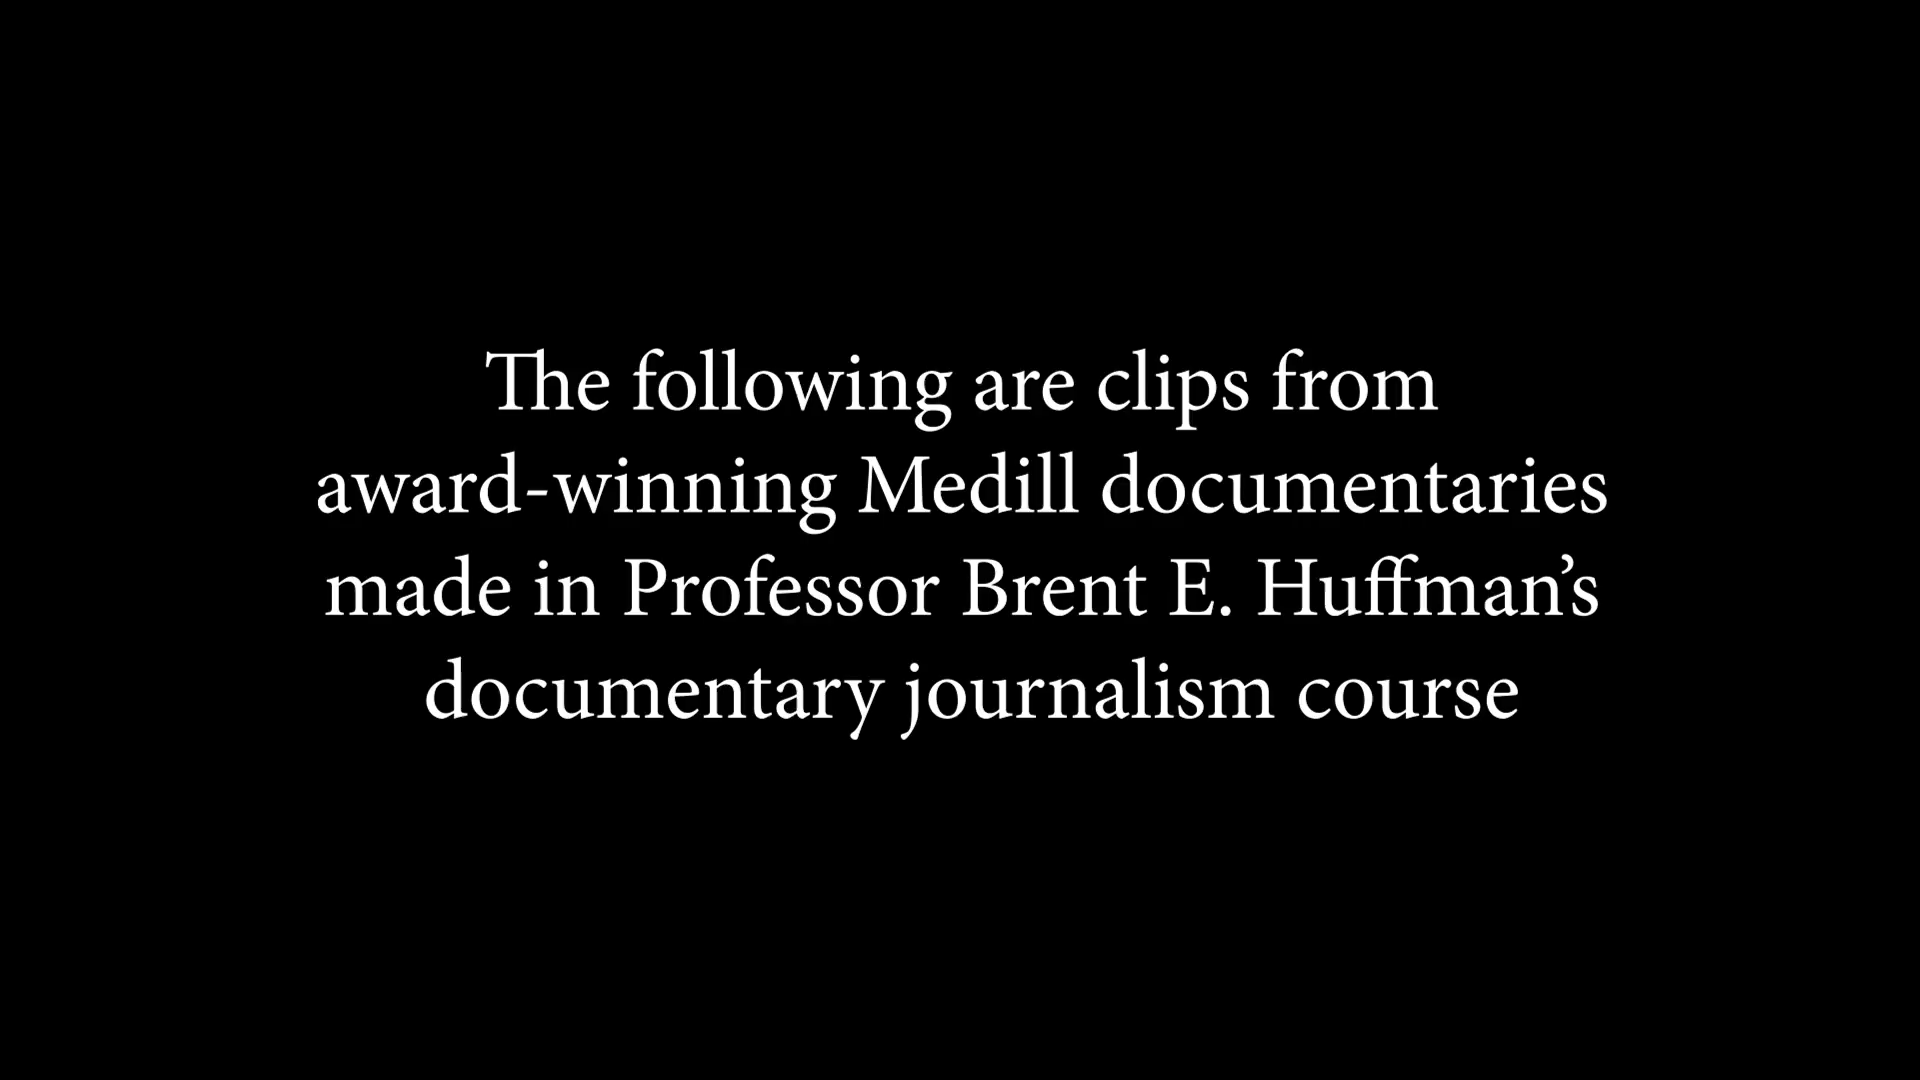 The following are clips from
award-winning Medill documentaries
made in Professor Brent E. Huffman’s
documentary journalism course